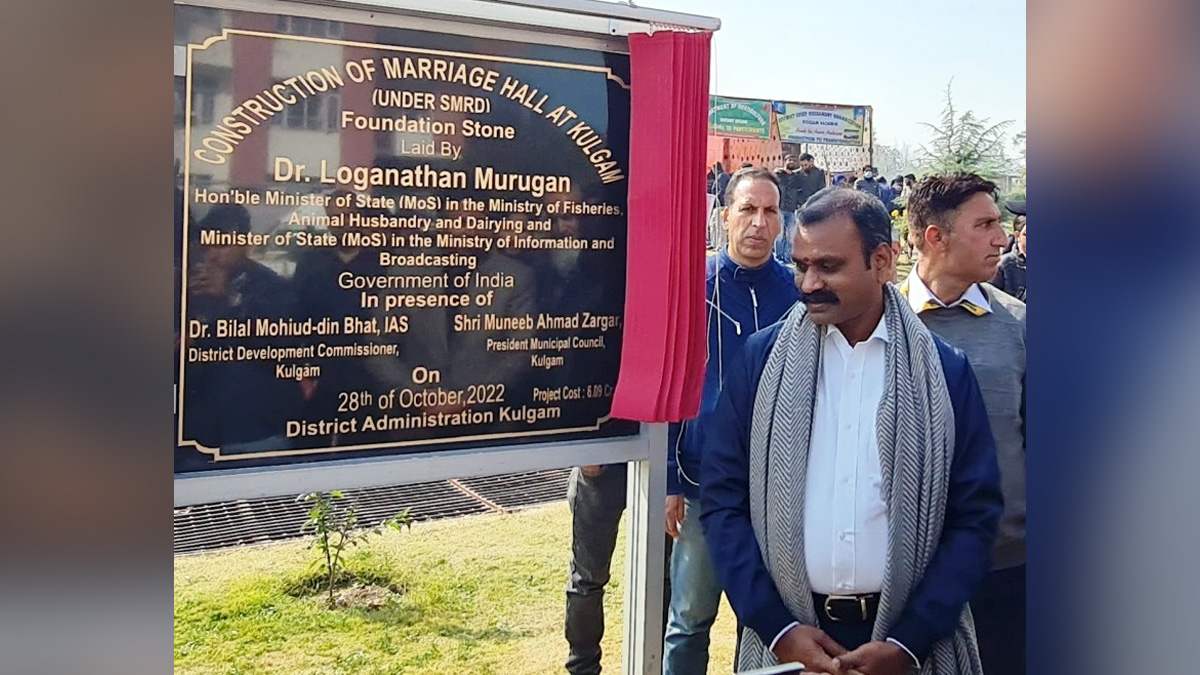 CONSTRUCTION OF MARRIAGE HALL AT KULGAM
(UNDER SMRD)
Foundation Stone
Laid By
Dr. Loganathan Murugan
Hon'ble Minister of State (MoS) in the Ministry of Fisheries,
Animal Husbandry and Dairying and
Minister of State (MoS) in the Ministry of Information and
Broadcasting
Government of India
In presence of
Dr. Bilal Mohiud-din Bhat, IAS
District Development Commissioner,
Kulgam
Shri Muneeb Ahmad Zargar,
President Municipal Council,
Kulgam
On
28th of October,2022
Project Cost : 6.09 Cr.
District Administration Kulgam